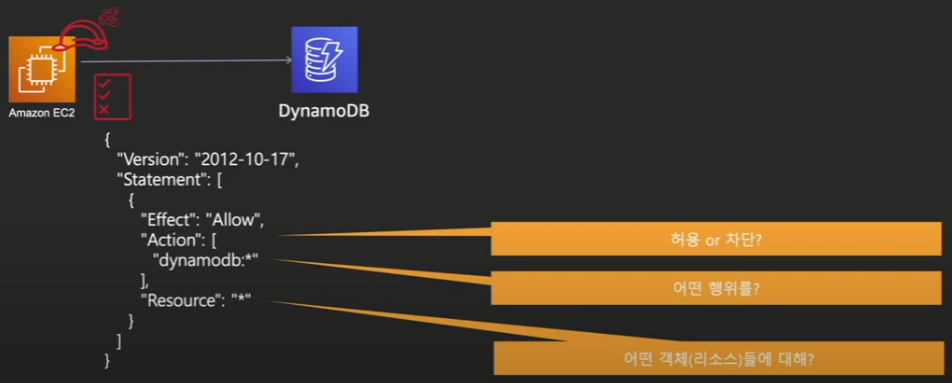 Amazon EC2
DynamoDB
{
"Version": "2012-10-17",
"Statement": [
{
"Effect": "Allow",
"Action": [
"dynamodb:*"
],
"Resource": "*"
}
]
}
허용 or 차단?
어떤 행위를?
어떤 객체(리소스)들에 대해?